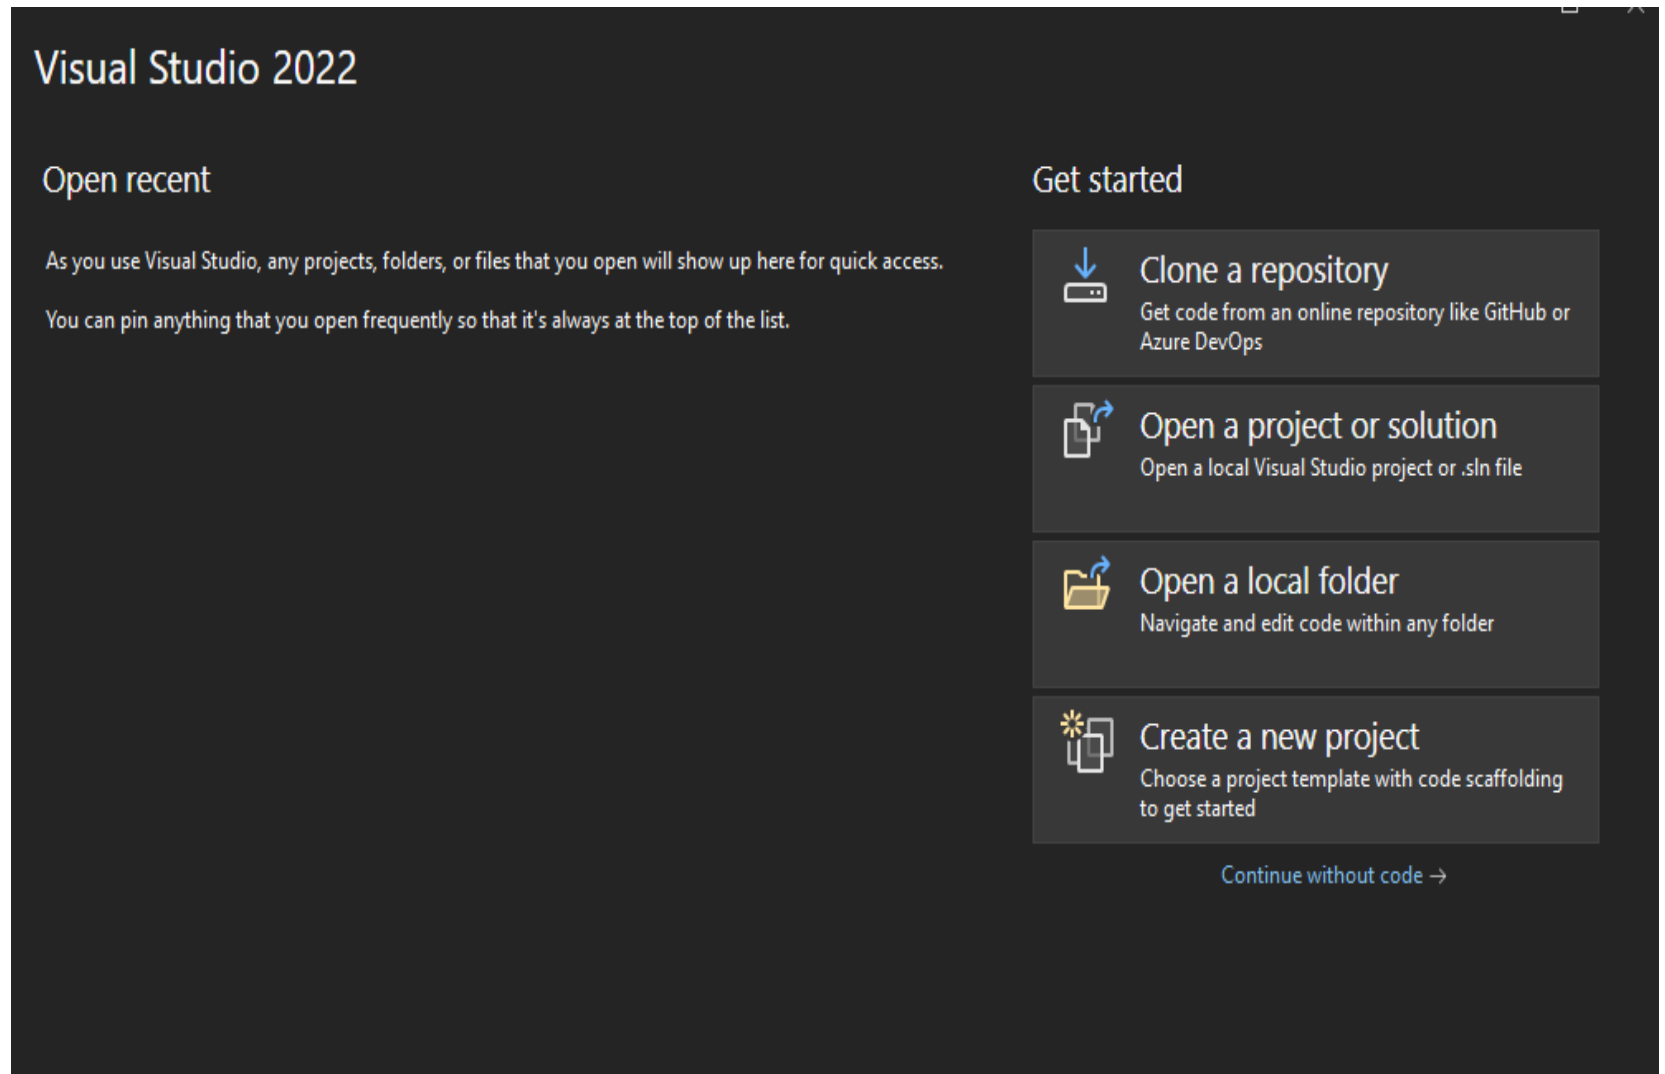 Visual Studio 2022
Open recent
As you use Visual Studio, any projects, folders, or files that you open will show up here for quick access.
You can pin anything that you open frequently so that it's always at the top of the list.
Get started
Clone a repository
Get code from an online repository like GitHub or
Azure DevOps
Open a project or solution
Open a local Visual Studio project or .sln file
Open a local folder
Navigate and edit code within any folder
Create a new project
Choose a project template with code scaffolding
to get started
Continue without code →